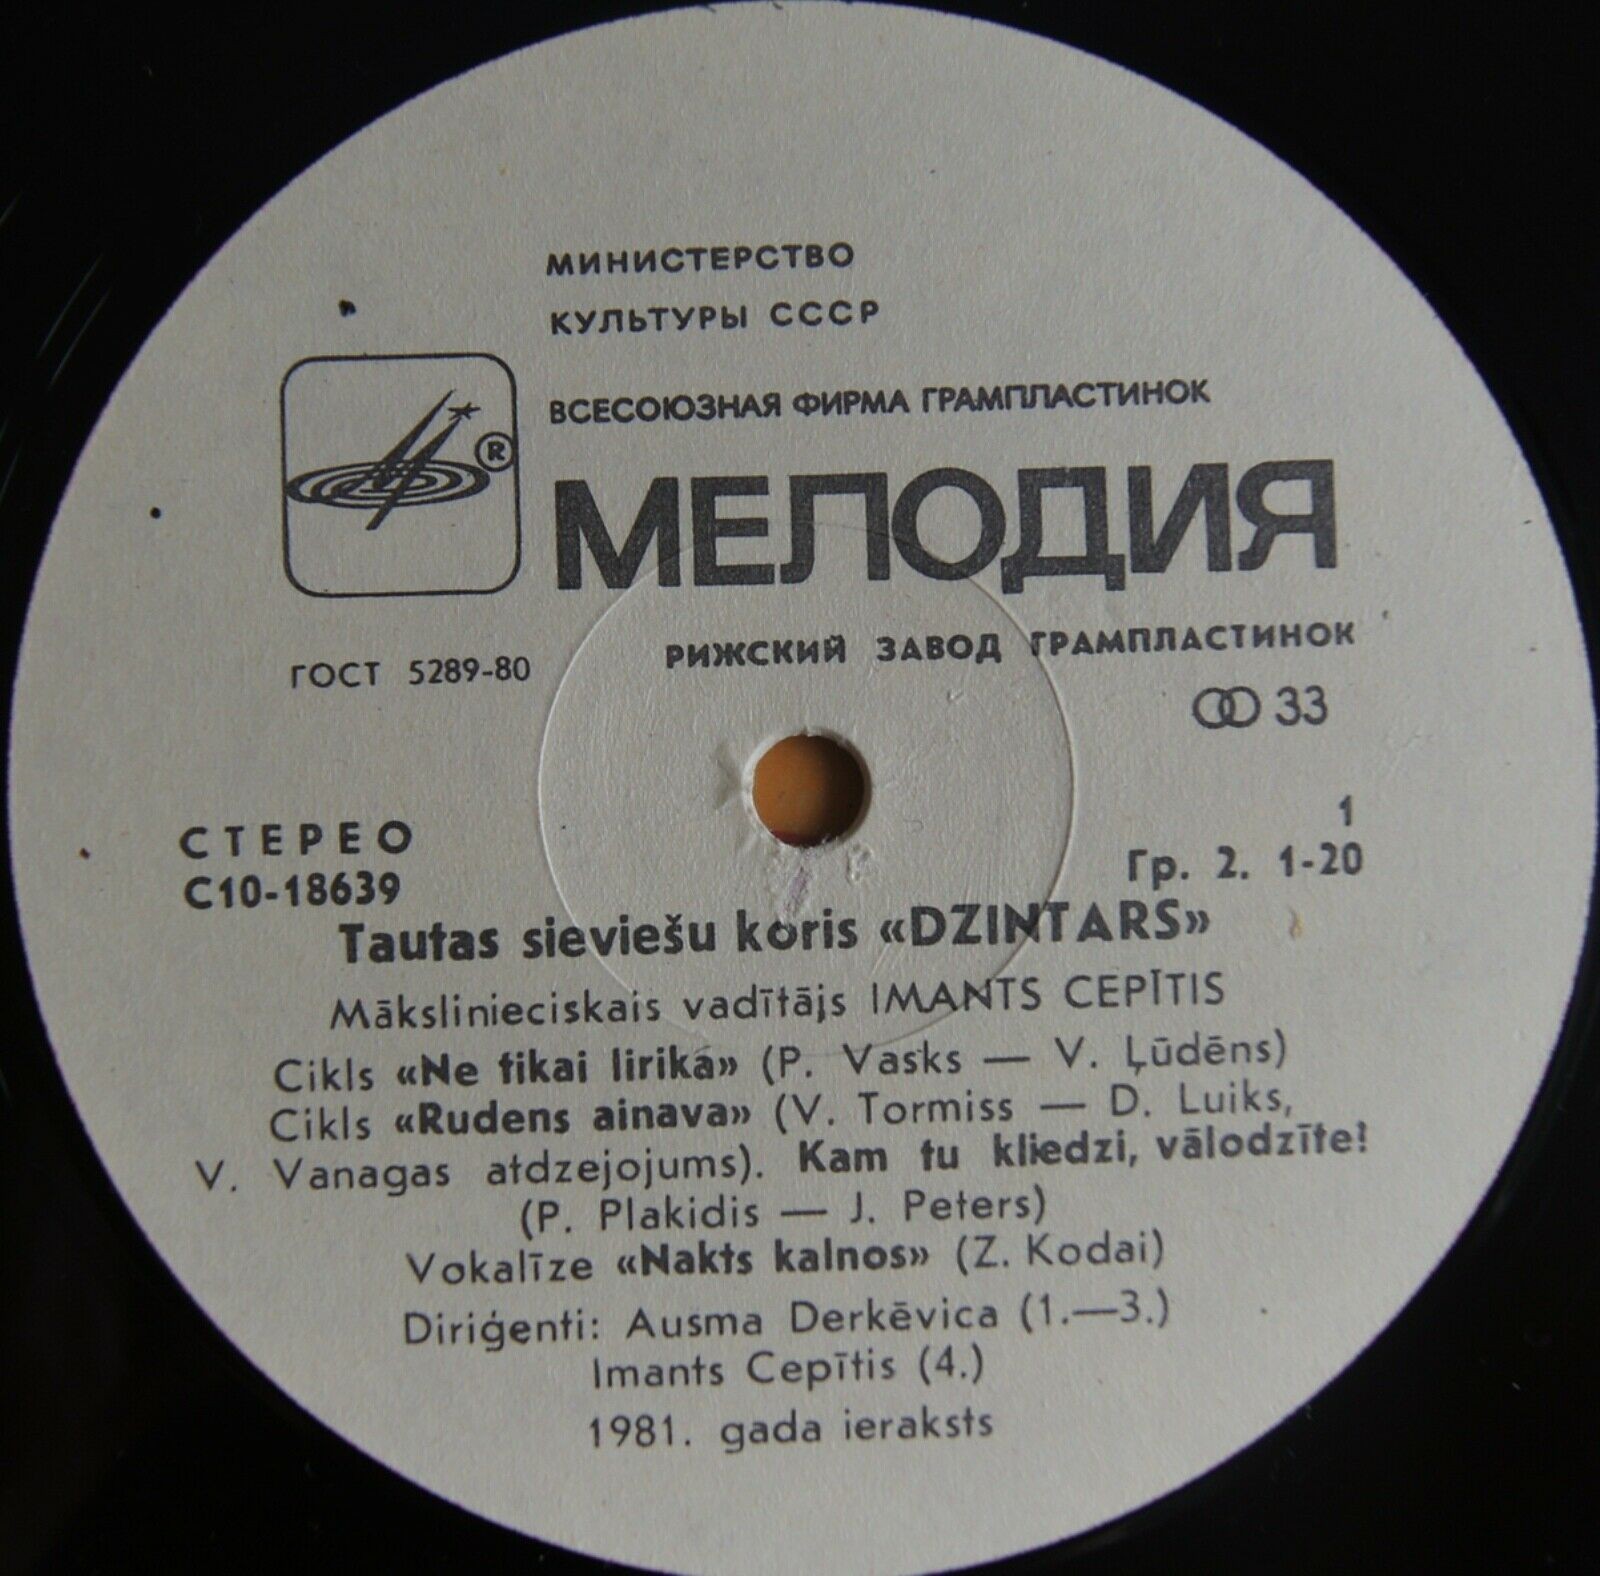 МИНИСТЕРСТВО
КУЛЬТУРЫ СССР
ВСЕСОЮЗНАЯ ФИРМА ГРАМПЛАСТИНОК
®
МЕЛОДИЯ
РИЖСКИЙ ЗАВОД ГРАМПЛАСТИНОК
ГОСТ 5289-80
33
СТЕРЕО
1
С10-18639
Гр. 2. 1-20
Tautas sieviešu koris «DZINTARS»
Mākslinieciskais vadītājs IMANTS CEPĪTIS
Cikls «Ne tikai lirika» (P. Vasks — V. Ļūdēns)
Cikls «Rudens ainava» (V. Tormiss — D. Luiks,
V. Vanagas atdzejojums). Kam tu kliedzi, vālodzīte!
(P. Plakidis — J. Peters)
Vokalīze «Nakts kalnos» (Z. Kodai)
Diriģenti: Ausma Derkēvica (1.—3.)
Imants Cepītis (4.)
1981. gada ieraksts